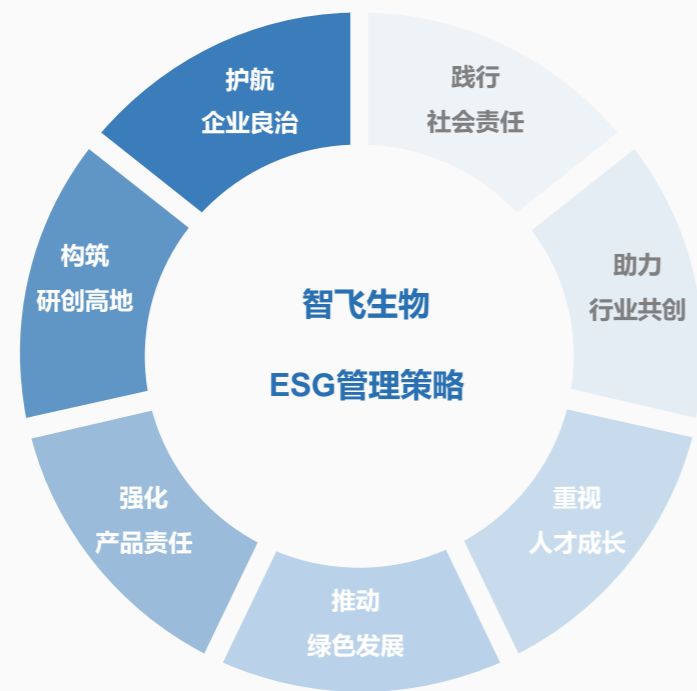 护航
企业良治
践行
社会责任
构筑
研创高地
助力
行业共创
智飞生物
ESG管理策略
强化
产品责任
重视
人才成长
推动
绿色发展